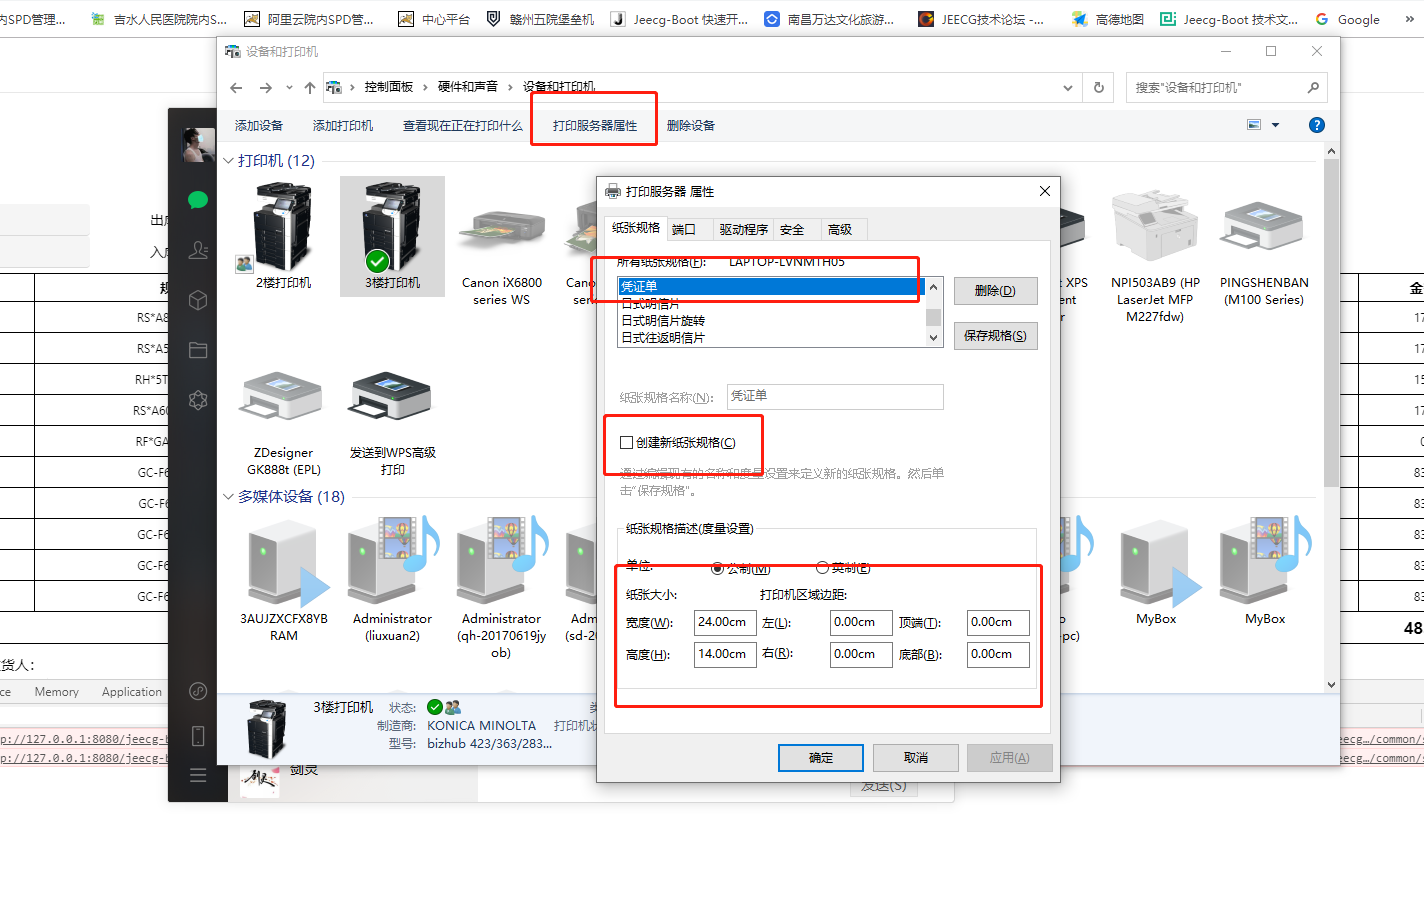 内SPD管理...
吉水人民医院院内S...
阿里云院内SPD管...
中心平台
赣州五院堡垒机
Jeecg-Boot 快速开...
南昌万达文化旅游...
JEECG技术论坛 -...
高德地图
Jeecg-Boot 技术文...
Google
»
设备和打印机
控制面板 › 硬件和声音 › 设备和打印机
搜索"设备和打印机"
添加设备
添加打印机
查看现在正在打印什么
打印服务器属性
删除设备
打印机 (12)
2楼打印机
3楼打印机
Canon iX6800
series WS
NPI503AB9 (HP
LaserJet MFP
M227fdw)
PINGSHENBAN
(M100 Series)
ZDesigner
GK888t (EPL)
发送到WPS高级
打印
多媒体设备 (18)
3AUJZXCFX8YB
RAM
Administrator
(liuxuan2)
Administrator
(qh-20170619jy
ob)
MyBox
MyBox
3楼打印机
状态:
制造商: KONICA MINOLTA
打印机状
型号: bizhub 423/363/283...
打印服务器 属性
纸张规格
端口
驱动程序
安全
高级
所有纸张规格(F): LAPTOP-LVNMTH05
凭证单
日式明信片
日式明信片旋转
日式往返明信片
删除(D)
保存规格(S)
纸张规格名称(N): 凭证单
创建新纸张规格(C)
通过编辑现有的名称和度量设置来定义新的纸张规格。然后单
击"保存规格"。
纸张规格描述(度量设置)
单位: 公制(M) 英制(E)
纸张大小: 打印机区域边距:
宽度(W): 24.00cm 左(L): 0.00cm 顶端(T): 0.00cm
高度(H): 14.00cm 右(R): 0.00cm 底部(B): 0.00cm
确定
取消
应用(A)
RS*A8
RS*A5
RH*5T
RS*A60
RF*GA
GC-F6
GC-F6
GC-F6
GC-F6
GC-F6
金
17
17
15
17
0
83
83
83
83
83
48
货人:
ce
Memory
Application
p://127.0.0.1:8080/jeecg-b
p://127.0.0.1:8080/jeecg-b
eecg…/common/s
eecg…/common/s
剑灵
发送(S)